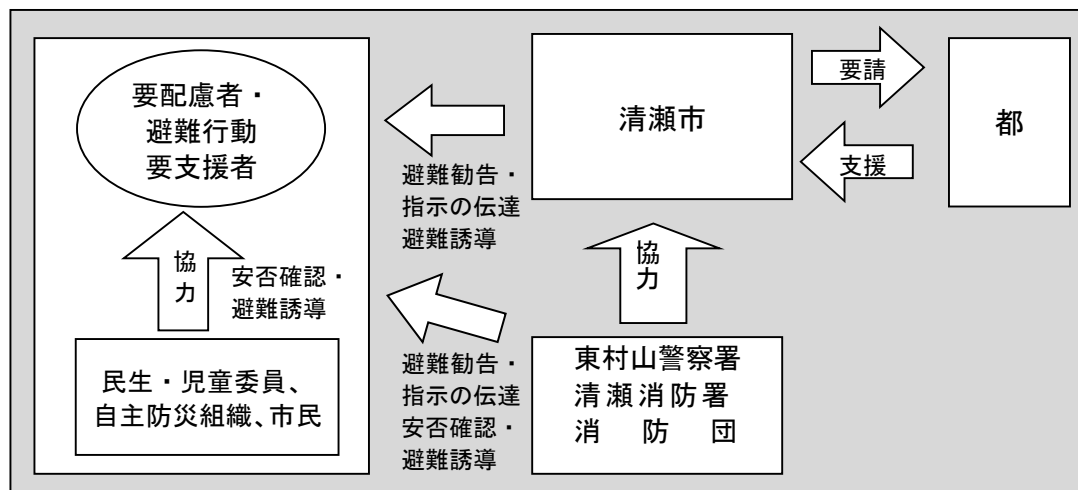 要配慮者・
避難行動
要支援者
協
力
安否確認・
避難誘導
民生・児童委員、
自主防災組織、市民
避難勧告・
指示の伝達
避難誘導
避難勧告・
指示の伝達
安否確認・
避難誘導
清瀬市
協
力
東村山警察署
清瀬消防署
消防団
要請
支援
都